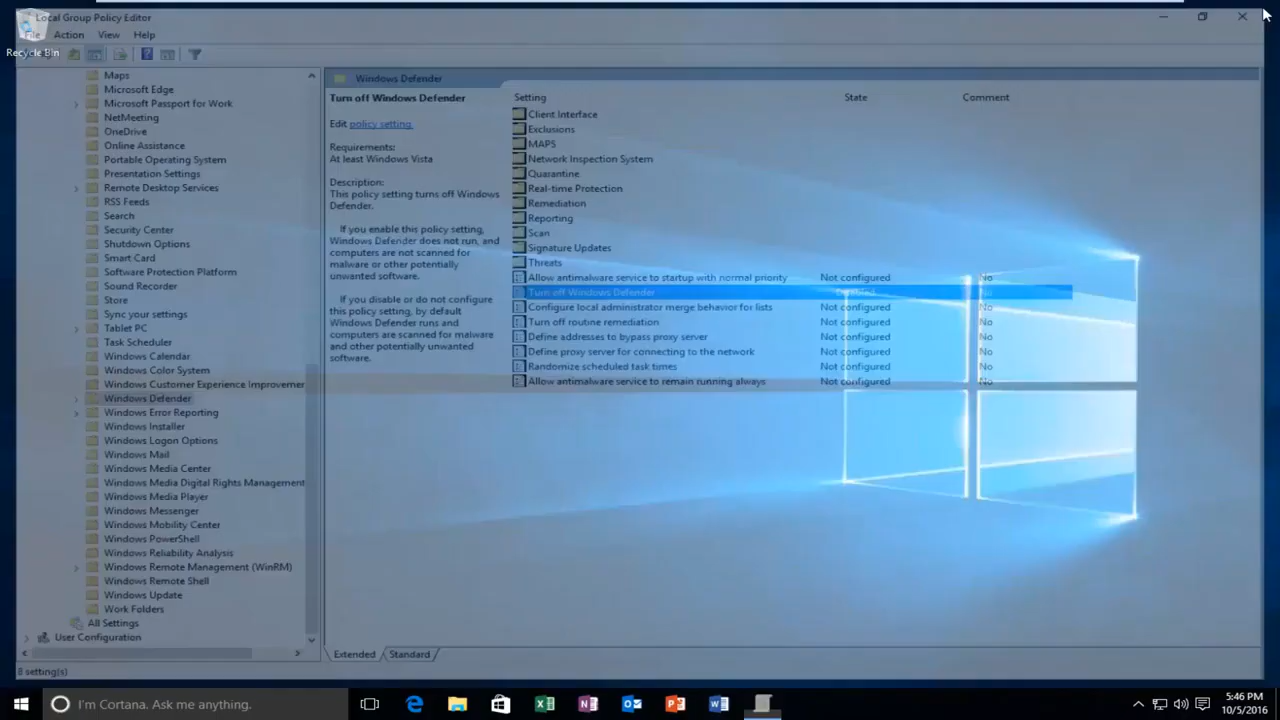 Local Group Policy Editor
File Action View Help
Recycle Bin
Maps
Microsoft Edge
Microsoft Passport for Work
NetMeeting
OneDrive
Online Assistance
Portable Operating System
Presentation Settings
Remote Desktop Services
RSS Feeds
Search
Security Center
Shutdown Options
Smart Card
Software Protection Platform
Sound Recorder
Store
Sync your settings
Tablet PC
Task Scheduler
Windows Calendar
Windows Color System
Windows Customer Experience Improvemer
Windows Defender
Windows Error Reporting
Windows Installer
Windows Logon Options
Windows Mail
Windows Media Center
Windows Media Digital Rights Management
Windows Media Player
Windows Messenger
Windows Mobility Center
Windows PowerShell
Windows Reliability Analysis
Windows Remote Management (WinRM)
Windows Remote Shell
Windows Update
Work Folders
All Settings
User Configuration
Windows Defender
Turn off Windows Defender
Edit policy setting.
Requirements:
At least Windows Vista
Description:
This policy setting turns off Windows
Defender.
If you enable this policy setting,
Windows Defender does not run, and
computers are not scanned for
malware or other potentially
unwanted software.
If you disable or do not configure
this policy setting, by default
Windows Defender runs and
computers are scanned for malware
and other potentially unwanted
software.
Setting State Comment
Client Interface
Exclusions
MAPS
Network Inspection System
Quarantine
Real-time Protection
Remediation
Reporting
Scan
Signature Updates
Threats
Allow antimalware service to startup with normal priority Not configured No
Turn off Windows Defender No
Configure local administrator merge behavior for lists Not configured No
Turn off routine remediation Not configured No
Define addresses to bypass proxy server Not configured No
Define proxy server for connecting to the network Not configured No
Randomize scheduled task times Not configured No
Allow antimalware service to remain running always Not configured No
Extended Standard
8 setting(s)
I'm Cortana. Ask me anything.
5:46 PM
10/5/2016